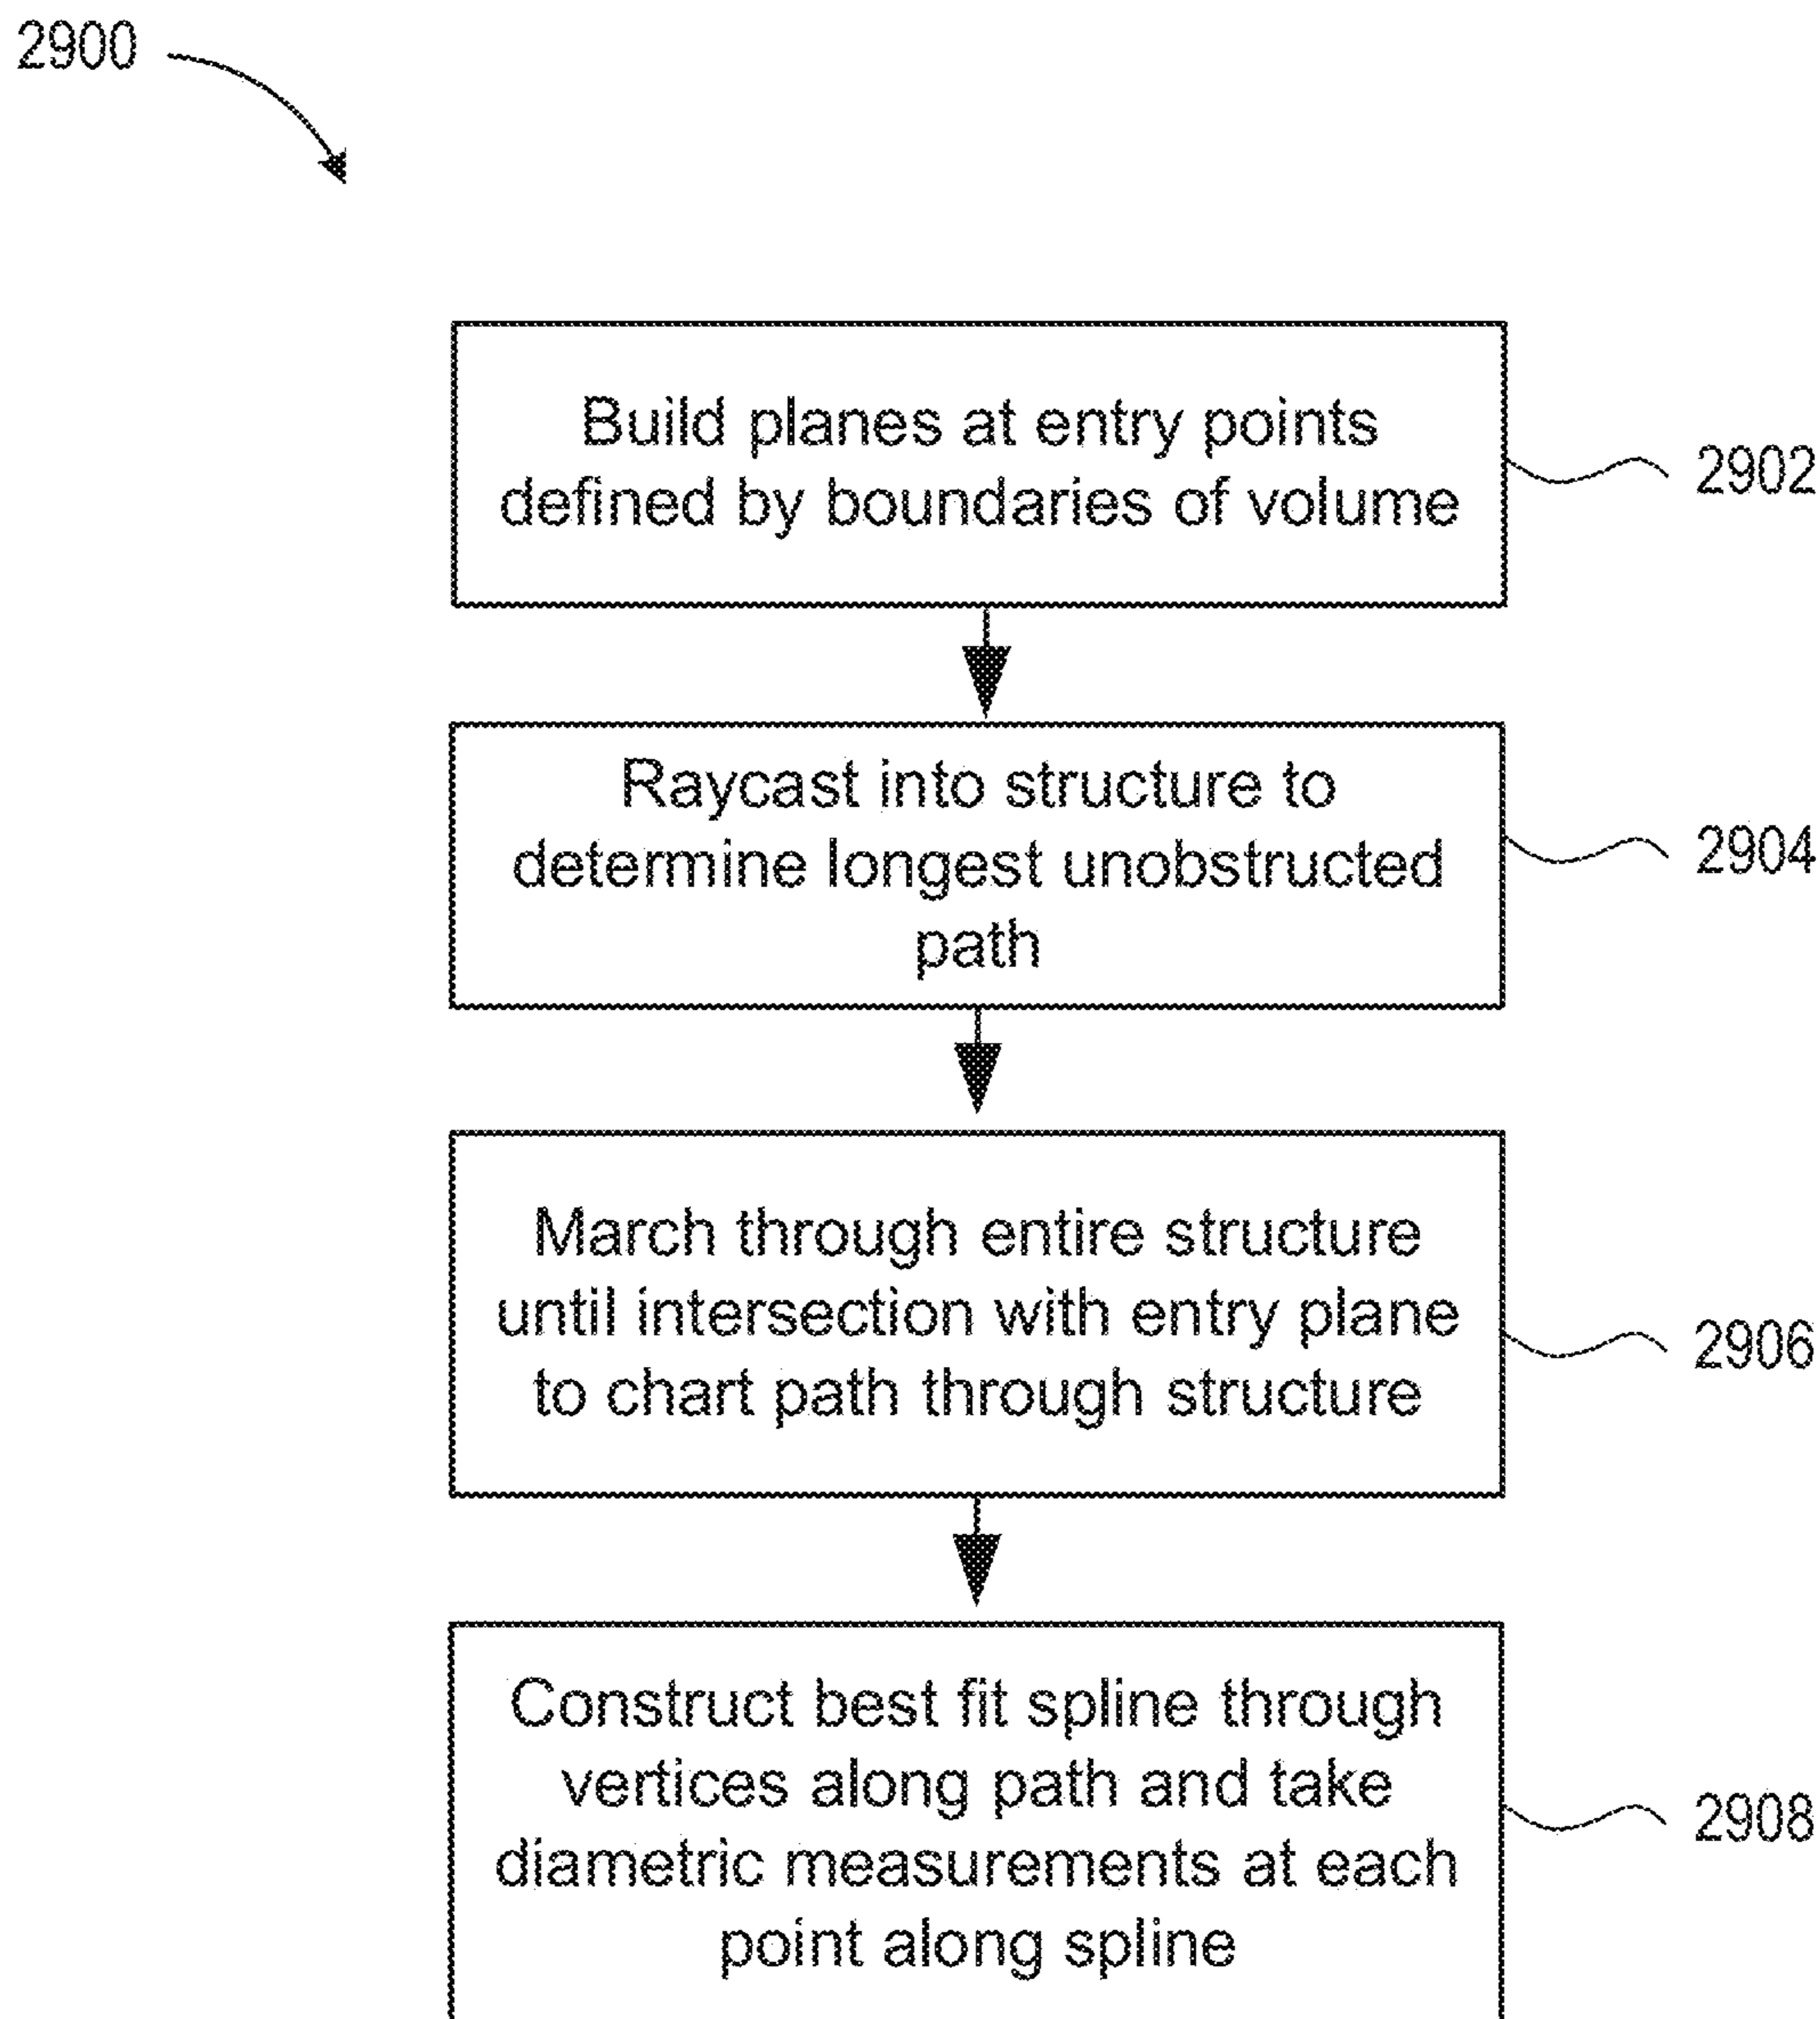 2900
Build planes at entry points
defined by boundaries of volume
2902
Raycast into structure to
determine longest unobstructed
path
2904
March through entire structure
until intersection with entry plane
to chart path through structure
2906
Construct best fit spline through
vertices along path and take
diametric measurements at each
point along spline
2908